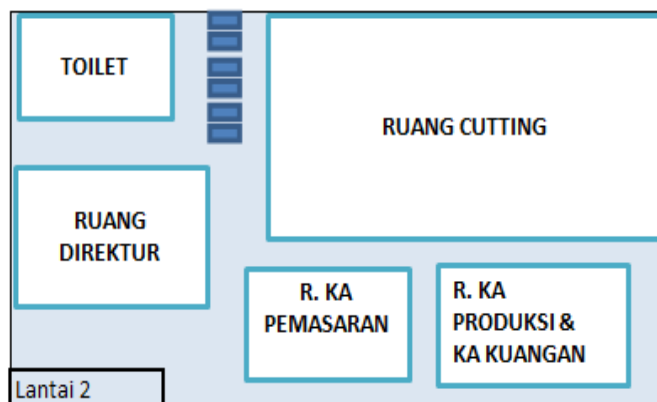 TOILET
RUANG CUTTING
RUANG
DIREKTUR
R. KA
PEMASARAN
R. KA
PRODUKSI &
KA KUANGAN
Lantai 2